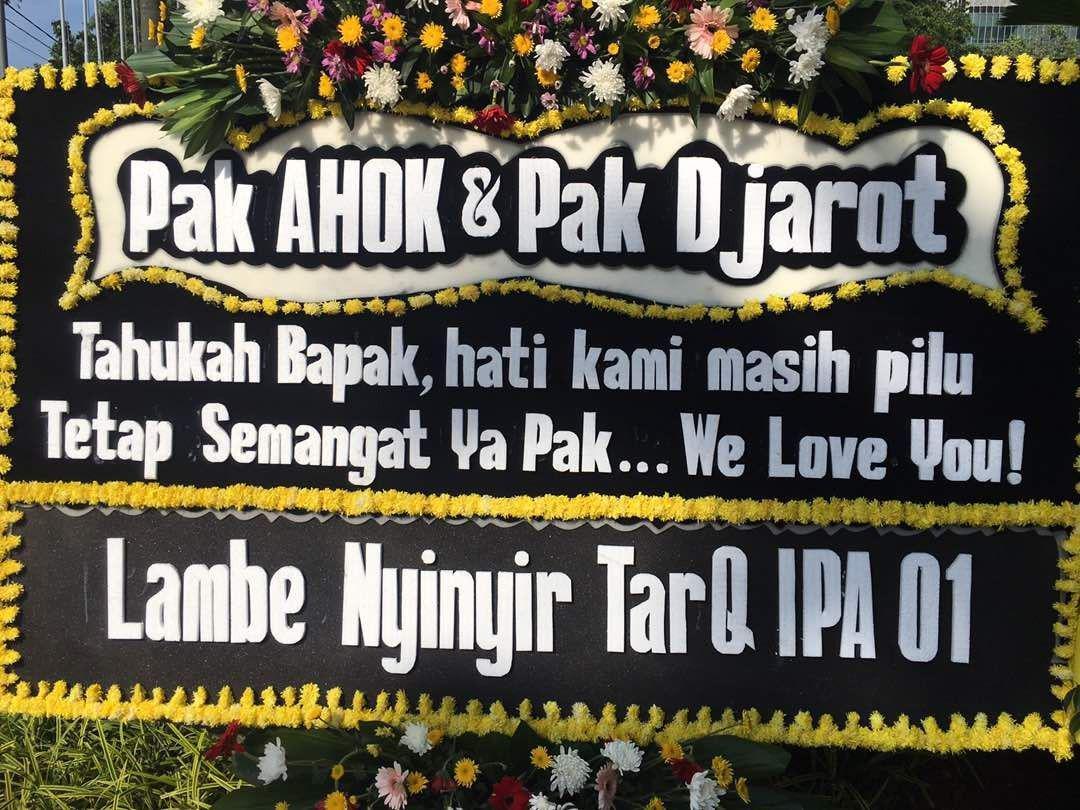 Pak AHOK & Pak Djarot
Tahukah Bapak, hati kami masih pilu
Tetap Semangat Ya Pak... We Love You!
Lambe Nyinyir TarQ IPA 01